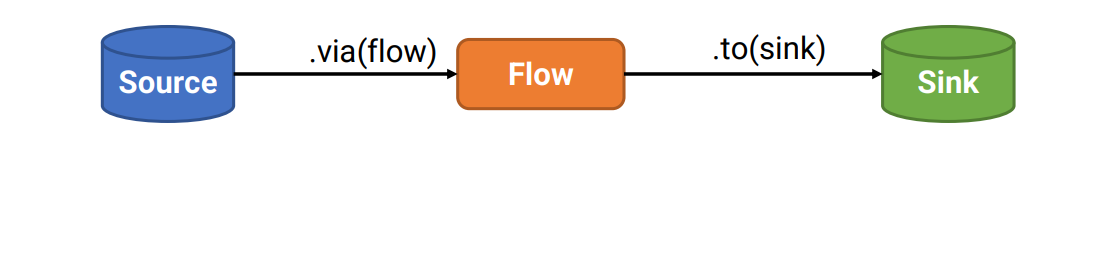 .via(flow)
.to(sink)
Source
Flow
Sink